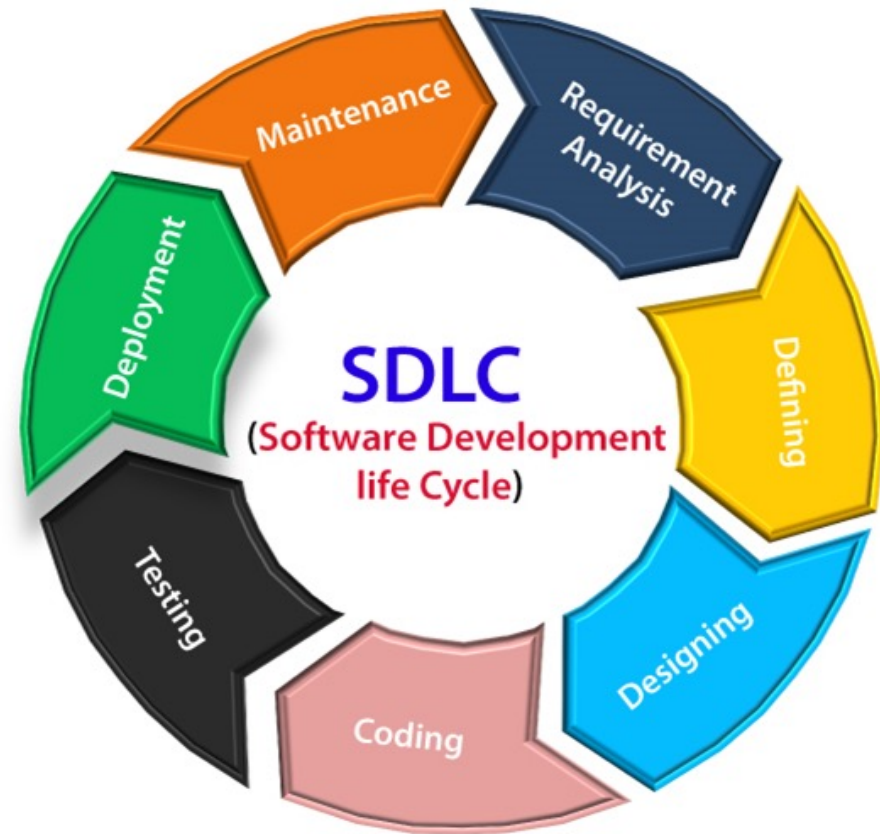 SDLC
(Software Development
life Cycle)
Requirement
Analysis
Defining
Designing
Coding
Testing
Deployment
Maintenance